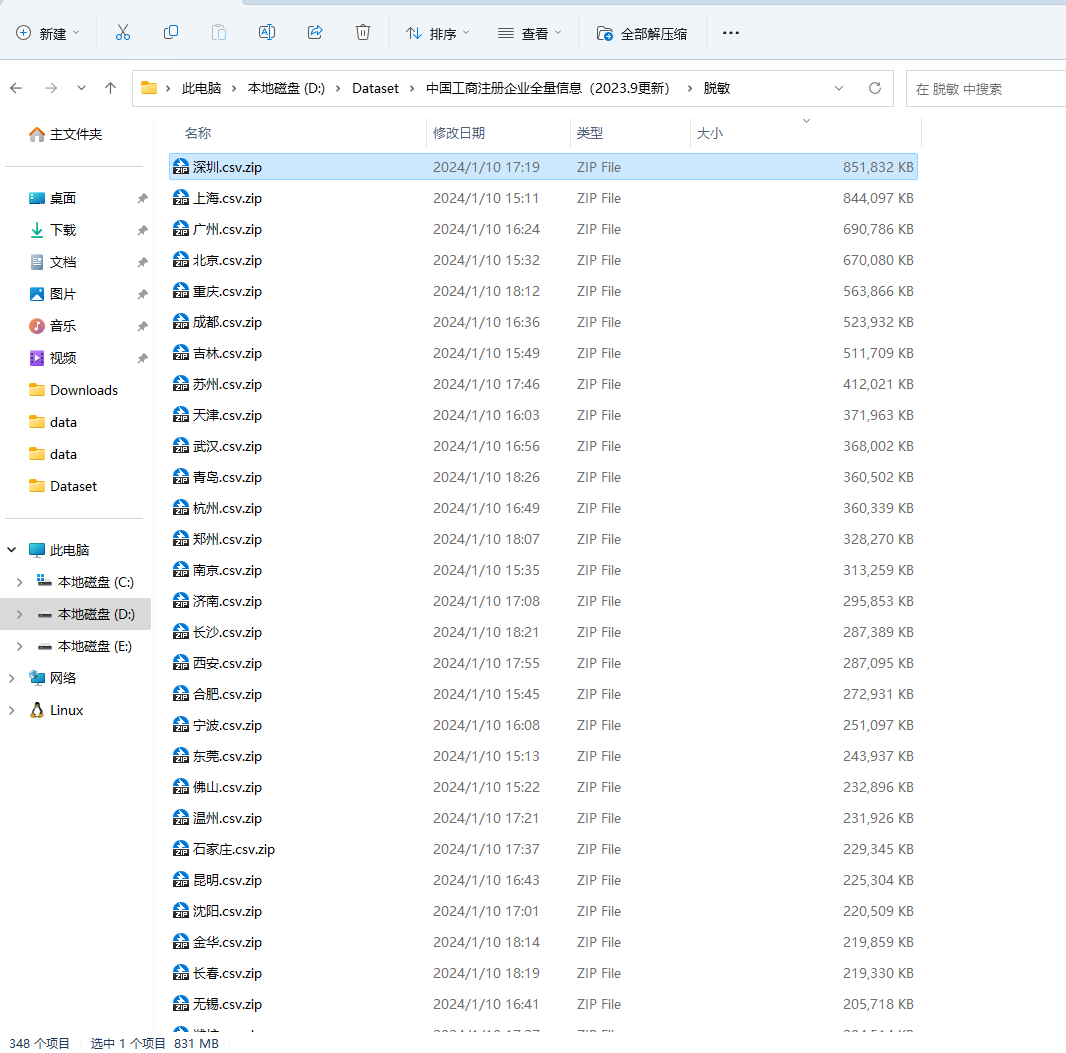 新建 排序 查看 全部解压缩
此电脑 本地磁盘 (D:) Dataset 中国工商注册企业全量信息（2023.9更新） 脱敏 在 脱敏 中搜索
主文件夹
桌面
下载
文档
图片
音乐
视频
Downloads
data
data
Dataset
此电脑
本地磁盘 (C:)
本地磁盘 (D:)
本地磁盘 (E:)
网络
Linux
名称 修改日期 类型 大小
深圳.csv.zip 2024/1/10 17:19 ZIP File 851,832 KB
上海.csv.zip 2024/1/10 15:11 ZIP File 844,097 KB
广州.csv.zip 2024/1/10 16:24 ZIP File 690,786 KB
北京.csv.zip 2024/1/10 15:32 ZIP File 670,080 KB
重庆.csv.zip 2024/1/10 18:12 ZIP File 563,866 KB
成都.csv.zip 2024/1/10 16:36 ZIP File 523,932 KB
吉林.csv.zip 2024/1/10 15:49 ZIP File 511,709 KB
苏州.csv.zip 2024/1/10 17:46 ZIP File 412,021 KB
天津.csv.zip 2024/1/10 16:03 ZIP File 371,963 KB
武汉.csv.zip 2024/1/10 16:56 ZIP File 368,002 KB
青岛.csv.zip 2024/1/10 18:26 ZIP File 360,502 KB
杭州.csv.zip 2024/1/10 16:49 ZIP File 360,339 KB
郑州.csv.zip 2024/1/10 18:07 ZIP File 328,270 KB
南京.csv.zip 2024/1/10 15:35 ZIP File 313,259 KB
济南.csv.zip 2024/1/10 17:08 ZIP File 295,853 KB
长沙.csv.zip 2024/1/10 18:21 ZIP File 287,389 KB
西安.csv.zip 2024/1/10 17:55 ZIP File 287,095 KB
合肥.csv.zip 2024/1/10 15:45 ZIP File 272,931 KB
宁波.csv.zip 2024/1/10 16:08 ZIP File 251,097 KB
东莞.csv.zip 2024/1/10 15:13 ZIP File 243,937 KB
佛山.csv.zip 2024/1/10 15:22 ZIP File 232,896 KB
温州.csv.zip 2024/1/10 17:21 ZIP File 231,926 KB
石家庄.csv.zip 2024/1/10 17:37 ZIP File 229,345 KB
昆明.csv.zip 2024/1/10 16:43 ZIP File 225,304 KB
沈阳.csv.zip 2024/1/10 17:01 ZIP File 220,509 KB
金华.csv.zip 2024/1/10 18:14 ZIP File 219,859 KB
长春.csv.zip 2024/1/10 18:19 ZIP File 219,330 KB
无锡.csv.zip 2024/1/10 16:41 ZIP File 205,718 KB
348 个项目 选中 1 个项目 831 MB